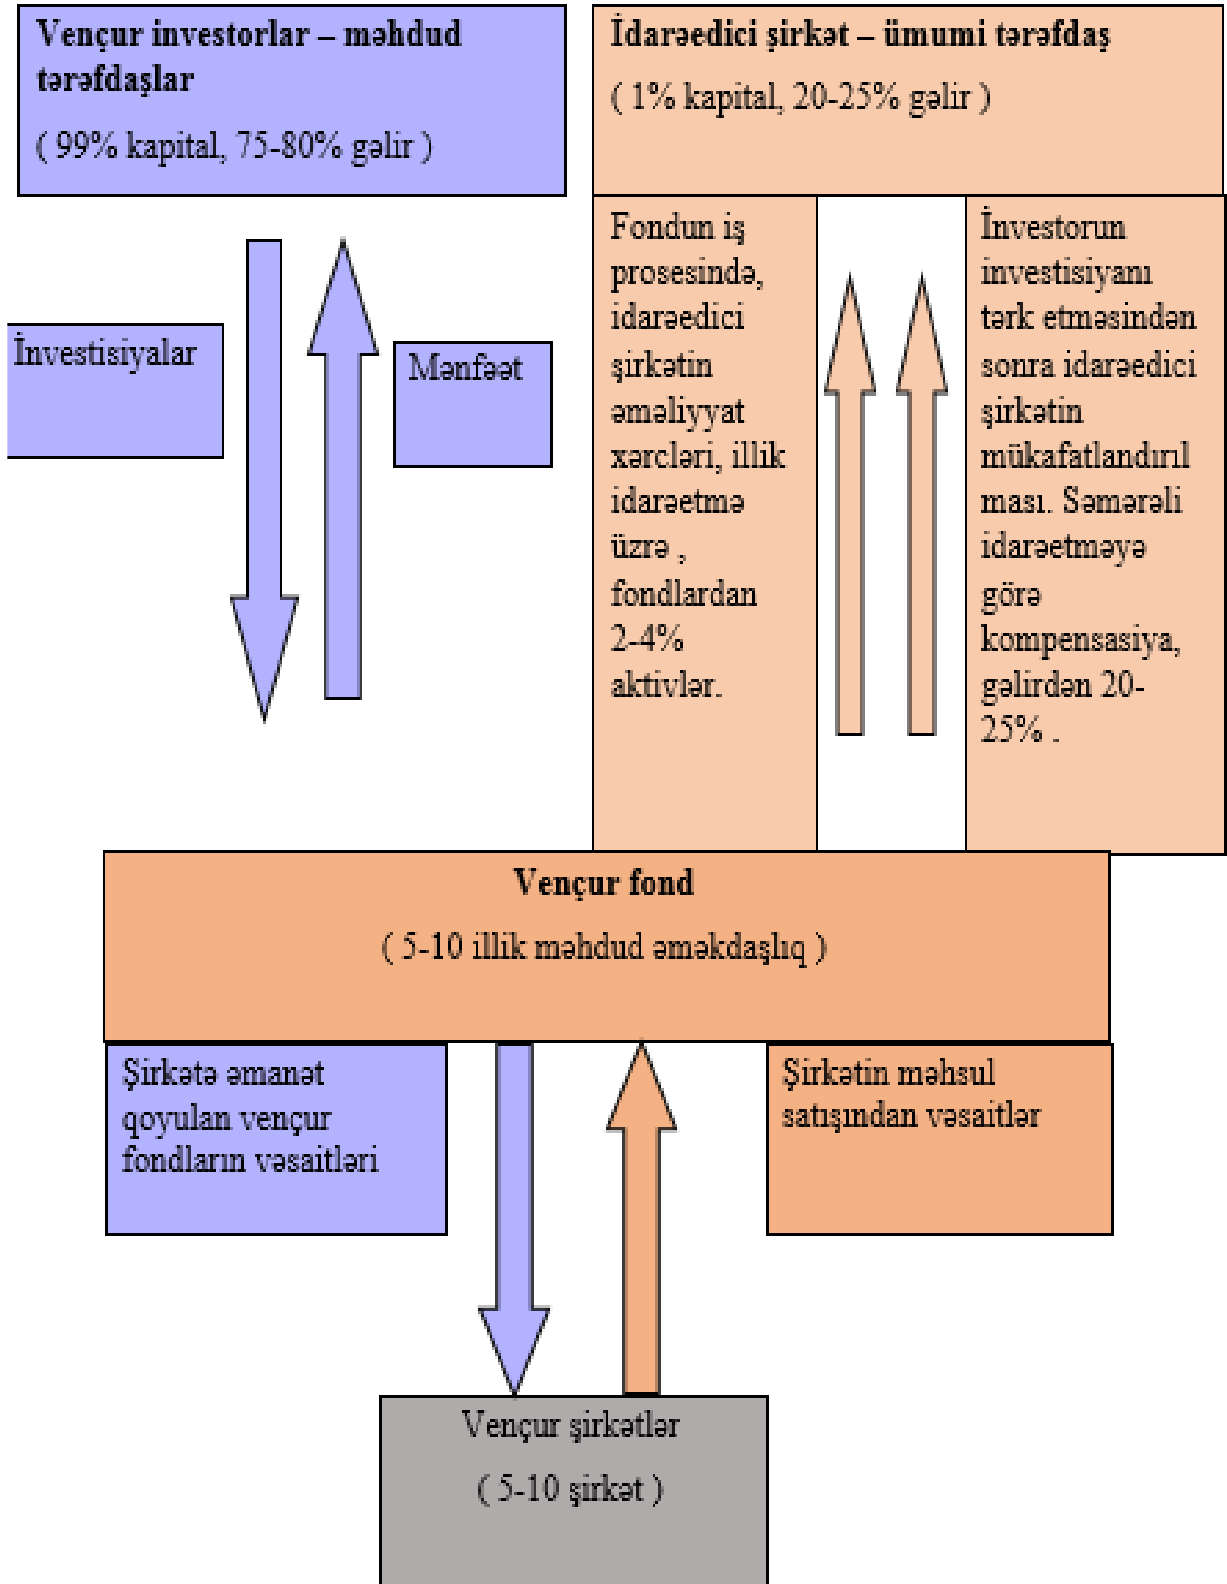 Vençur investorlar – məhdud
tərəfdaşlar
( 99% kapital, 75-80% gəlir )
İdarəedici şirkət – ümumi tərəfdaş
( 1% kapital, 20-25% gəlir )
İnvestisiyalar
Mənfəət
Fondun iş
prosesində,
idarəedici
şirkətin
əməliyyat
xərcləri, illik
idarəetmə
üzrə ,
fondlardan
2-4%
aktivlər.
İnvestorun
investisiyanı
tərk etməsindən
sonra idarəedici
şirkətin
mükafatlandırıl
ması. Səmərəli
idarəetməyə
görə
kompensasiya,
gəlirdən 20-
25% .
Vençur fond
( 5-10 illik məhdud əməkdaşlıq )
Şirkətə əmanət
qoyulan vençur
fondların vəsaitləri
Şirkətin məhsul
satışından vəsaitlər
Vençur şirkətlər
( 5-10 şirkət )